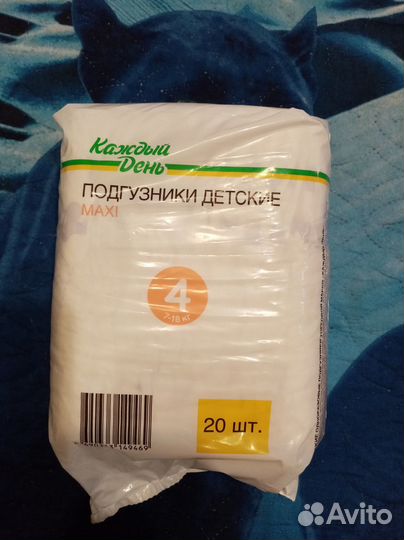 Каждый
День
ПОДГУЗНИКИ ДЕТСКИЕ
MAXI
4
7-18 кг
20 шт.
Avito